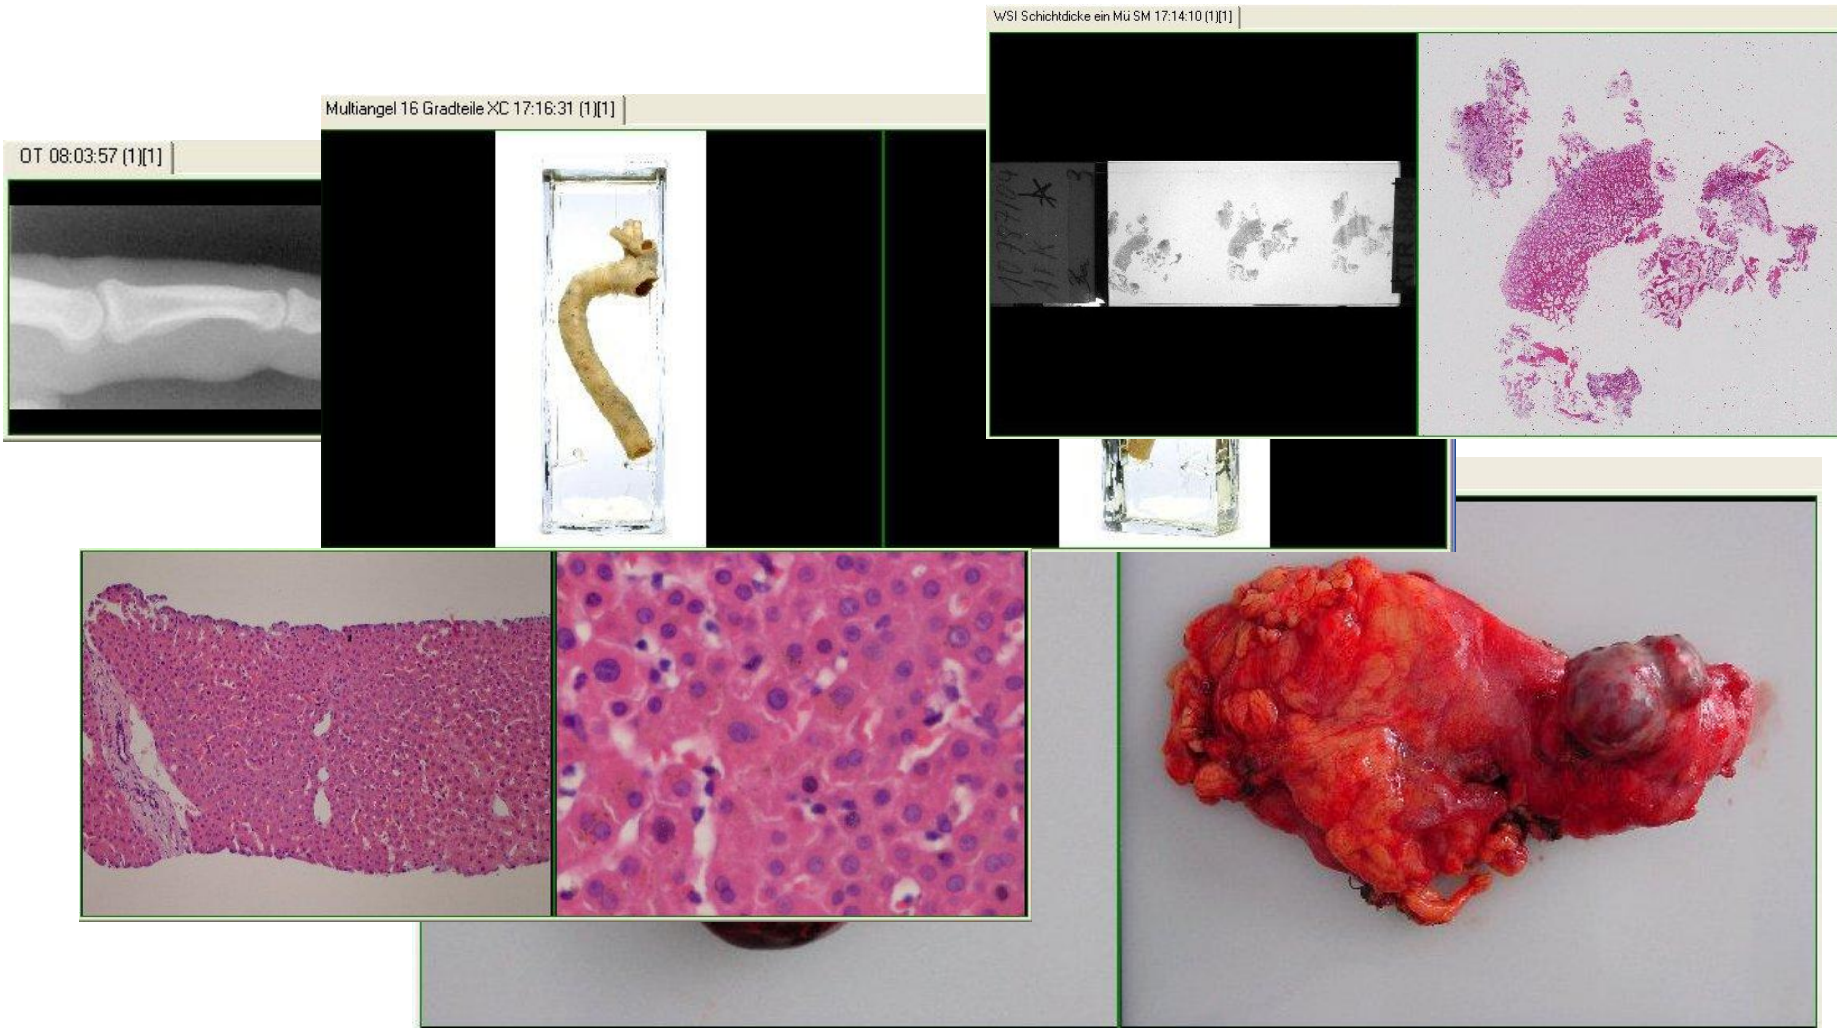 WSI Schichtdicke ein Mü SM 17:14:10 (1)[1]
Multiangel 16 Gradteile XC 17:16:31 (1)[1]
OT 08:03:57 (1)[1]